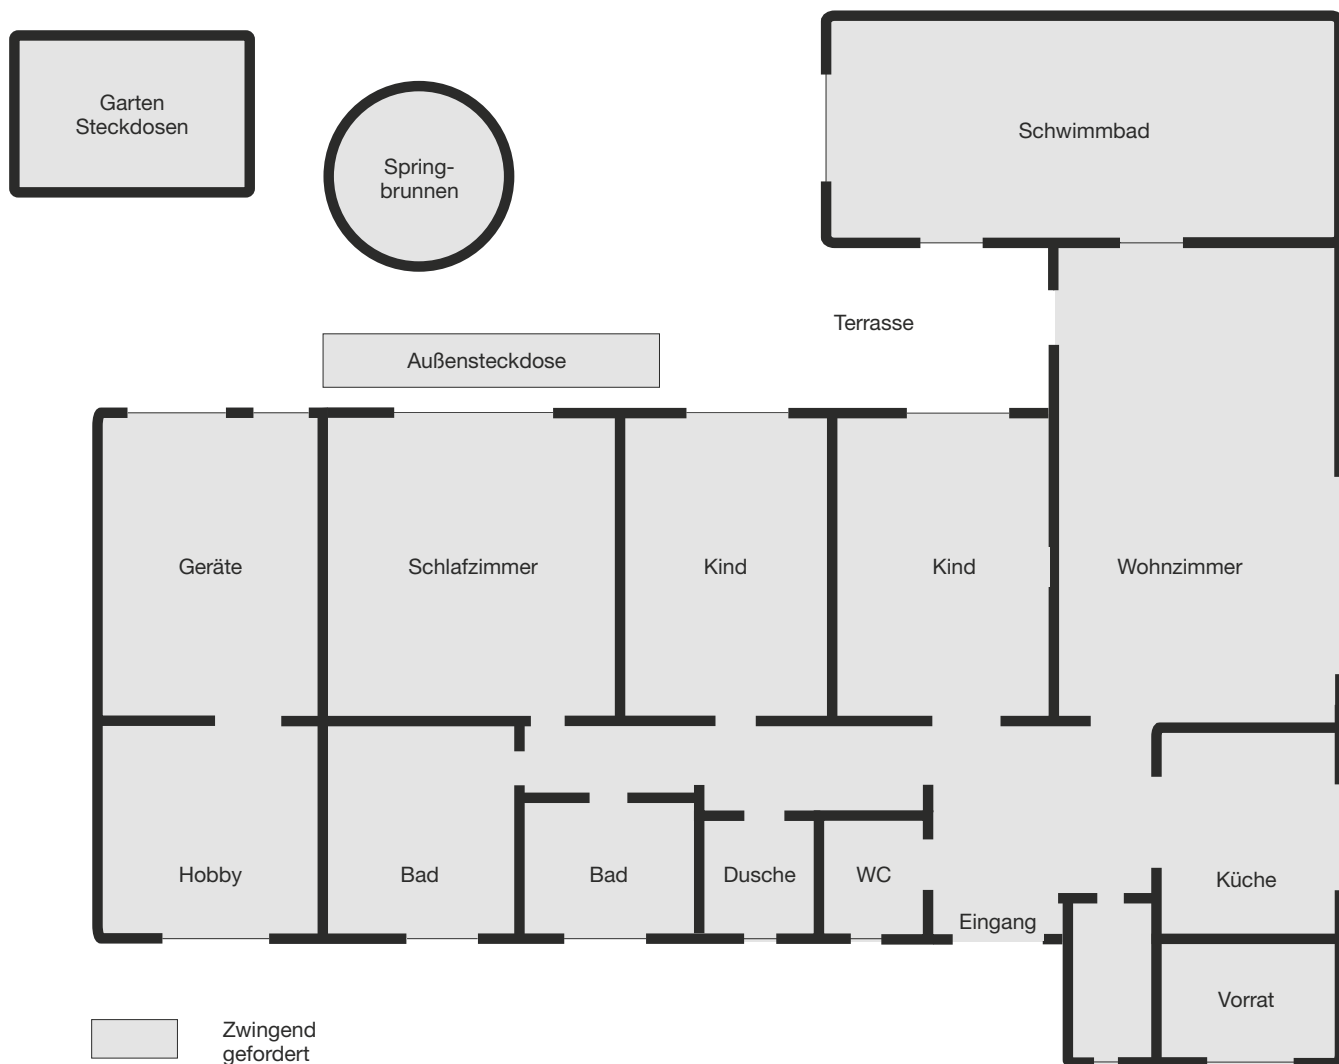 Garten
Steckdosen
Spring-
brunnen
Schwimmbad
Terrasse
Außensteckdose
Geräte
Schlafzimmer
Kind
Kind
Wohnzimmer
Hobby
Bad
Bad
Dusche
WC
Küche
Eingang
Vorrat
Zwingend
gefordert